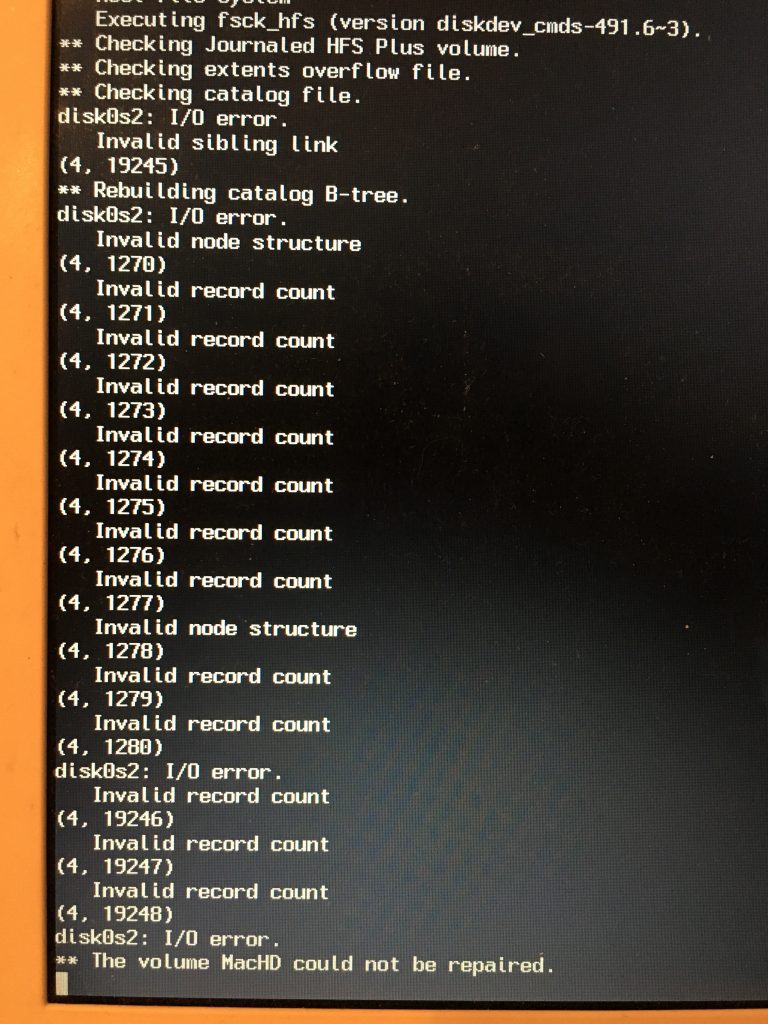 Root file system
Executing fsck_hfs (version diskdev_cmds-491.6~3).
** Checking Journaled HFS Plus volume.
** Checking extents overflow file.
** Checking catalog file.
disk0s2: I/O error.
Invalid sibling link
(4, 19245)
** Rebuilding catalog B-tree.
disk0s2: I/O error.
Invalid node structure
(4, 1270)
Invalid record count
(4, 1271)
Invalid record count
(4, 1272)
Invalid record count
(4, 1273)
Invalid record count
(4, 1274)
Invalid record count
(4, 1275)
Invalid record count
(4, 1276)
Invalid record count
(4, 1277)
Invalid node structure
(4, 1278)
Invalid record count
(4, 1279)
Invalid record count
(4, 1280)
disk0s2: I/O error.
Invalid record count
(4, 19246)
Invalid record count
(4, 19247)
Invalid record count
(4, 19248)
disk0s2: I/O error.
** The volume MacHD could not be repaired.